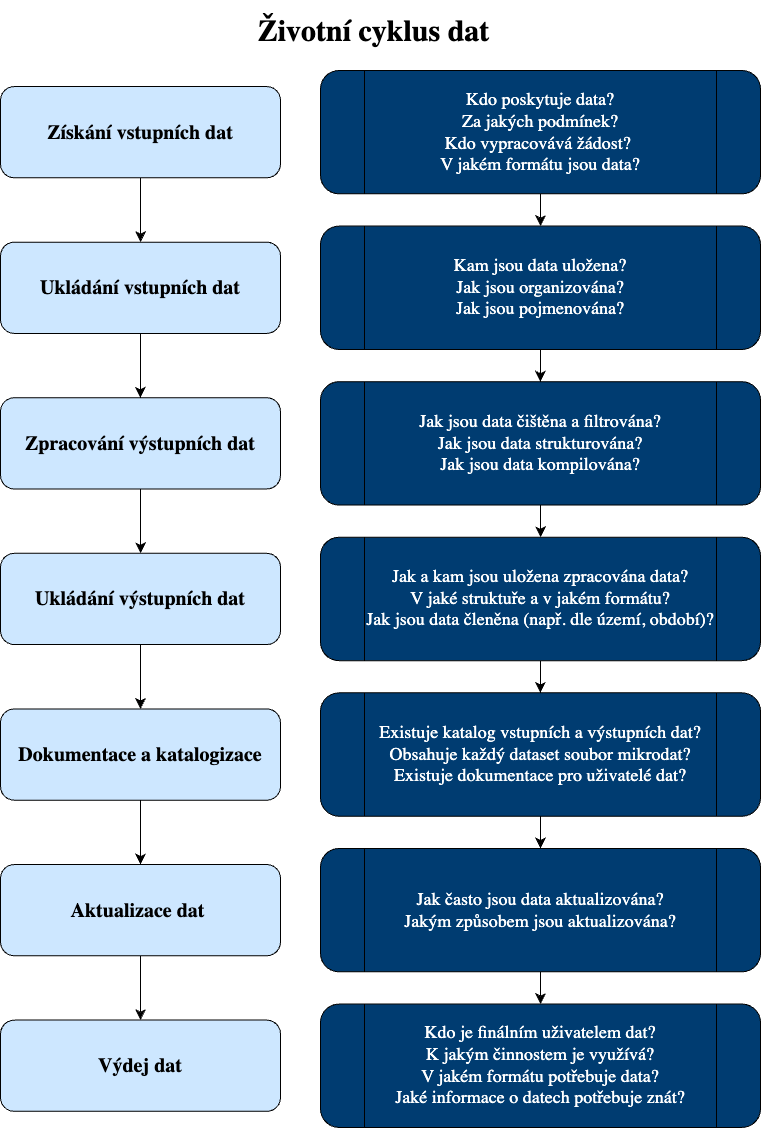 Životní cyklus dat
Získání vstupních dat
Kdo poskytuje data?
Za jakých podmínek?
Kdo vypracovává žádost?
V jakém formátu jsou data?
Ukládání vstupních dat
Kam jsou data uložena?
Jak jsou organizována?
Jak jsou pojmenována?
Zpracování výstupních dat
Jak jsou data čištěna a filtrována?
Jak jsou data strukturována?
Jak jsou data kompilována?
Ukládání výstupních dat
Jak a kam jsou uložena zpracována data?
V jaké struktuře a v jakém formátu?
Jak jsou data členěna (např. dle území, období)?
Dokumentace a katalogizace
Existuje katalog vstupních a výstupních dat?
Obsahuje každý dataset soubor mikrodat?
Existuje dokumentace pro uživatelé dat?
Aktualizace dat
Jak často jsou data aktualizována?
Jakým způsobem jsou aktualizována?
Výdej dat
Kdo je finálním uživatelem dat?
K jakým činnostem je využívá?
V jakém formátu potřebuje data?
Jaké informace o datech potřebuje znát?